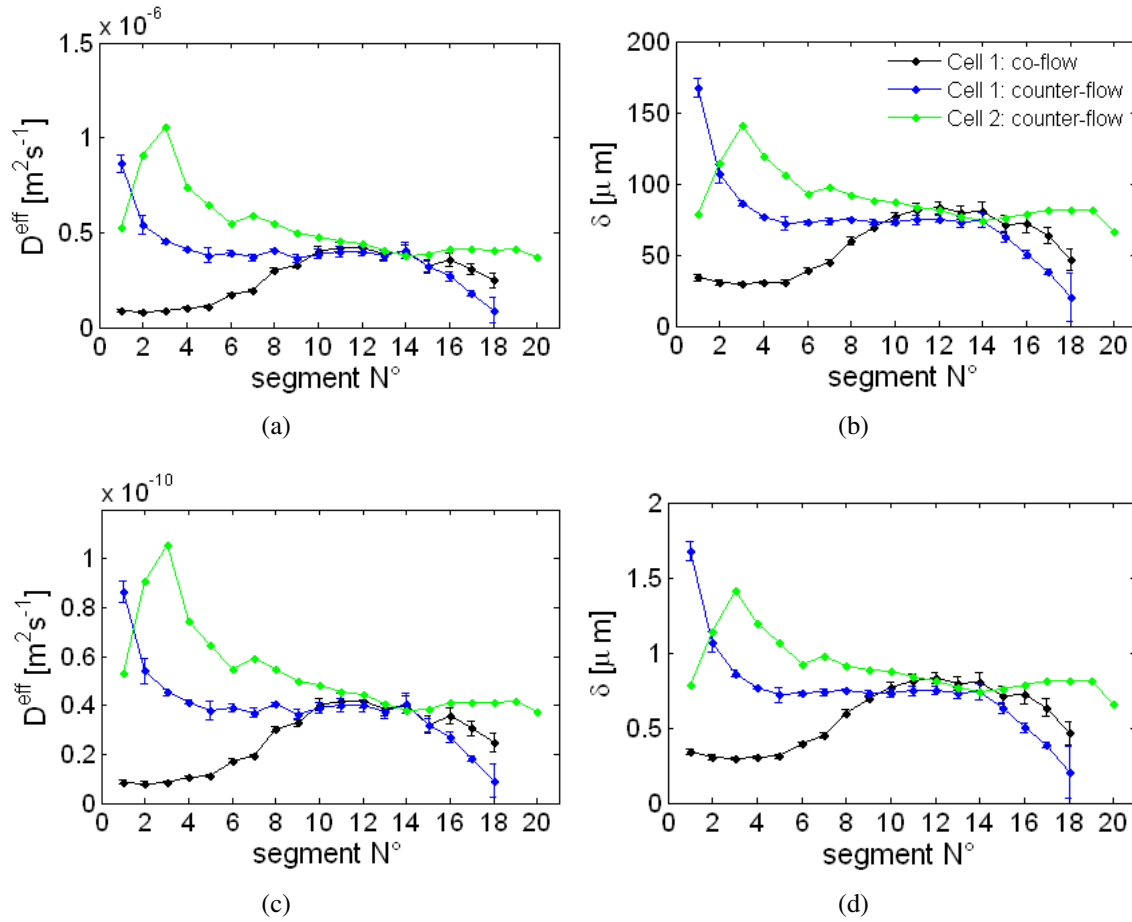 x 10⁻⁶
1.5
1
0.5
0
D^eff [m²s⁻¹]
0 2 4 6 8 10 12 14 16 18 20
segment N°
(a)
200
150
100
50
0
δ [μ m]
Cell 1: co-flow
Cell 1: counter-flow
Cell 2: counter-flow
0 2 4 6 8 10 12 14 16 18 20
segment N°
(b)
x 10⁻¹⁰
1
0.8
0.6
0.4
0.2
0
D^eff [m²s⁻¹]
0 2 4 6 8 10 12 14 16 18 20
segment N°
(c)
2
1.5
1
0.5
0
δ [μ m]
0 2 4 6 8 10 12 14 16 18 20
segment N°
(d)